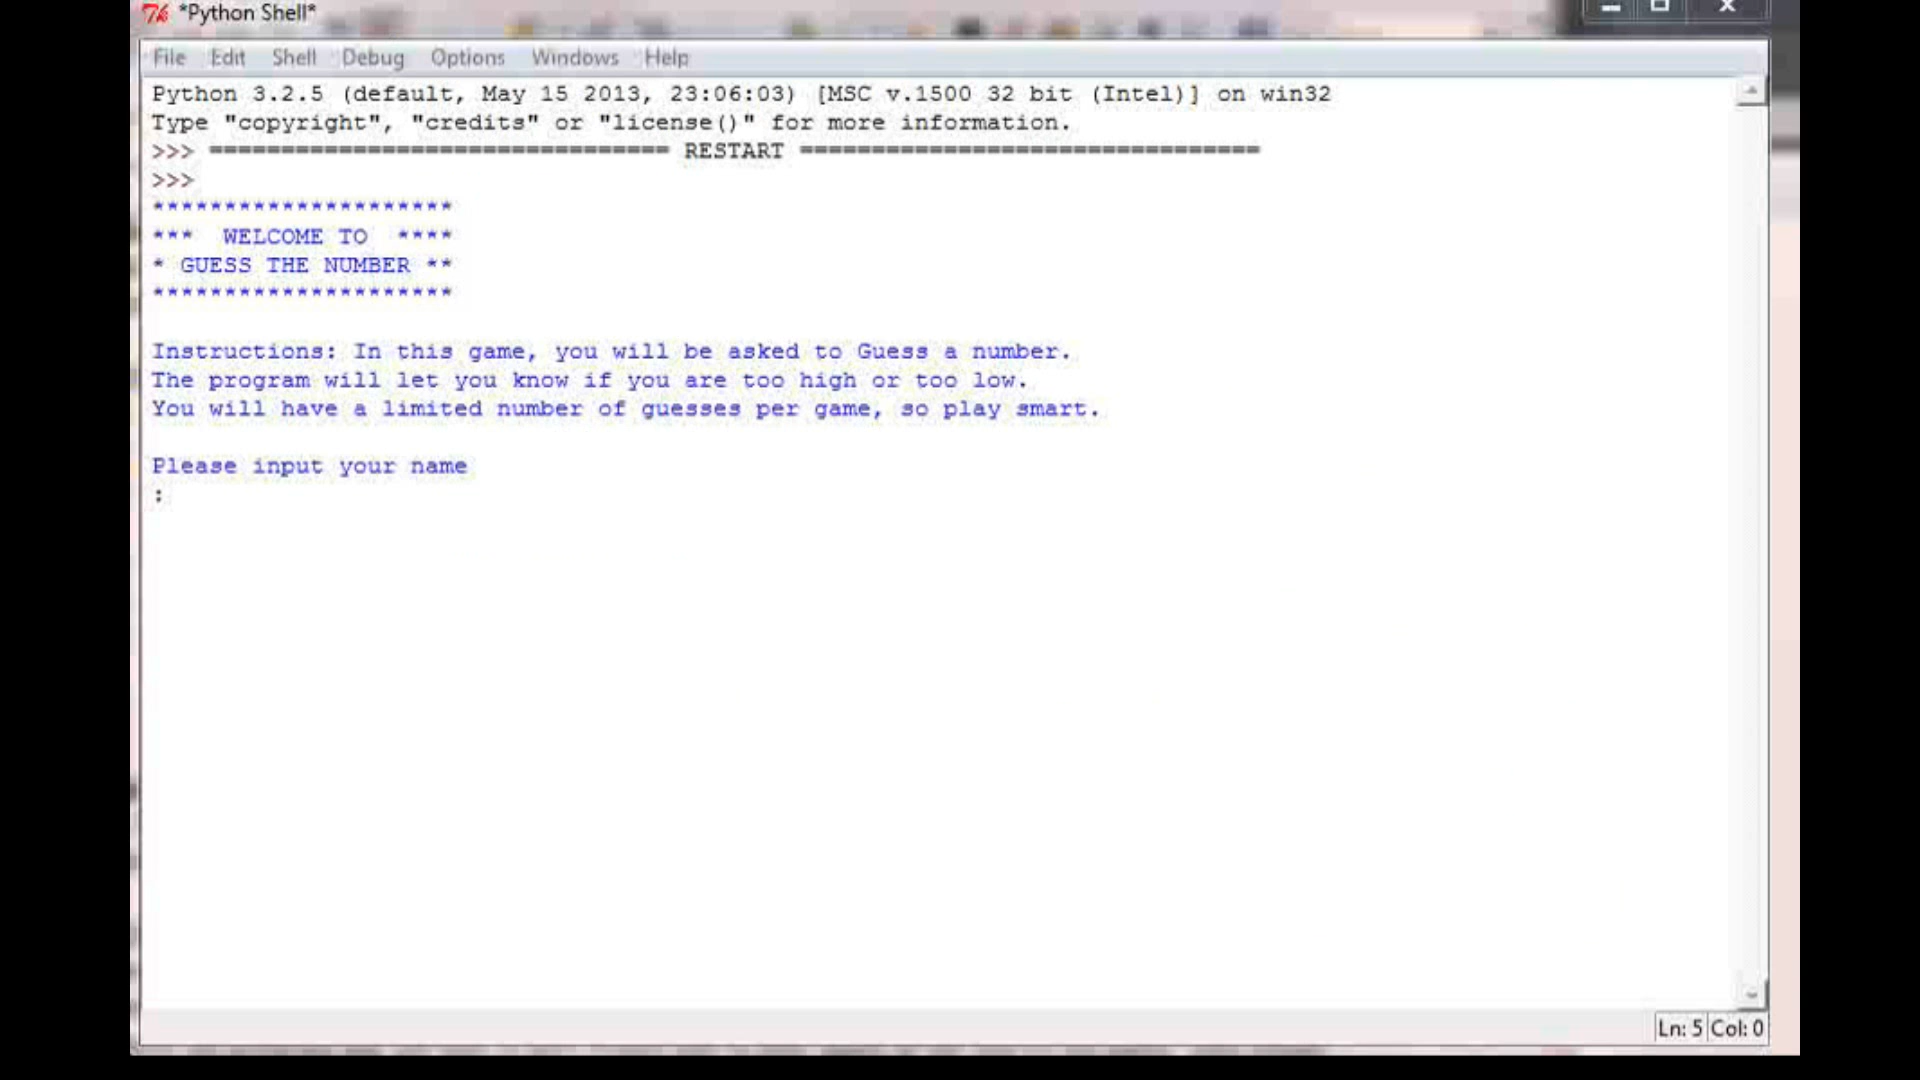 *Python Shell*
File Edit Shell Debug Options Windows Help
Python 3.2.5 (default, May 15 2013, 23:06:03) [MSC v.1500 32 bit (Intel)] on win32
Type "copyright", "credits" or "license()" for more information.
>>> ================================ RESTART ================================
>>>
*********************
***  WELCOME TO  ****
* GUESS THE NUMBER **
*********************
Instructions: In this game, you will be asked to Guess a number.
The program will let you know if you are too high or too low.
You will have a limited number of guesses per game, so play smart.
Please input your name
:
Ln: 5 Col: 0